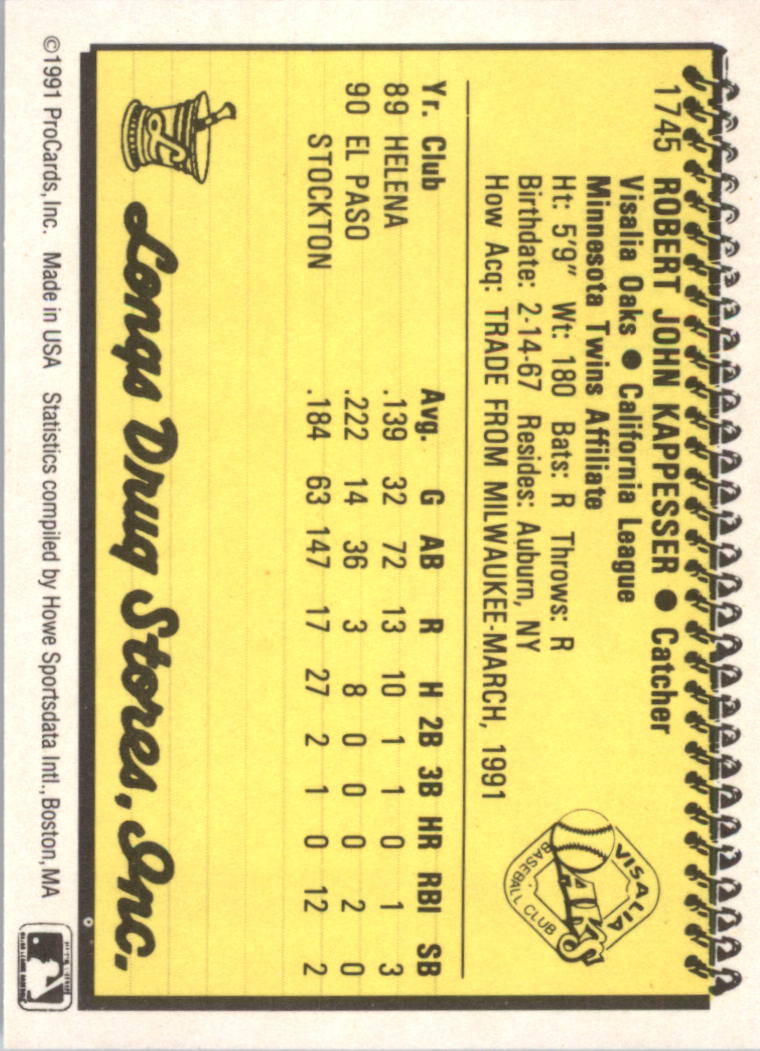 1745 ROBERT JOHN KAPPESSER ● Catcher
Visalia Oaks ● California League
Minnesota Twins Affiliate
Ht: 5'9" Wt: 180 Bats: R Throws: R
Birthdate: 2-14-67 Resides: Auburn, NY
How Acq: TRADE FROM MILWAUKEE-MARCH, 1991
VISALIA
OAKS
BASEBALL CLUB
Yr. Club Avg. G AB R H 2B 3B HR RBI SB
89 HELENA .139 32 72 13 10 1 1 0 1 3
90 EL PASO .222 14 36 3 8 0 0 0 2 0
STOCKTON .184 63 147 17 27 2 1 0 12 2
L
Longs Drug Stores, Inc.
©1991 ProCards, Inc. Made in USA Statistics compiled by Howe Sportsdata Intl., Boston, MA